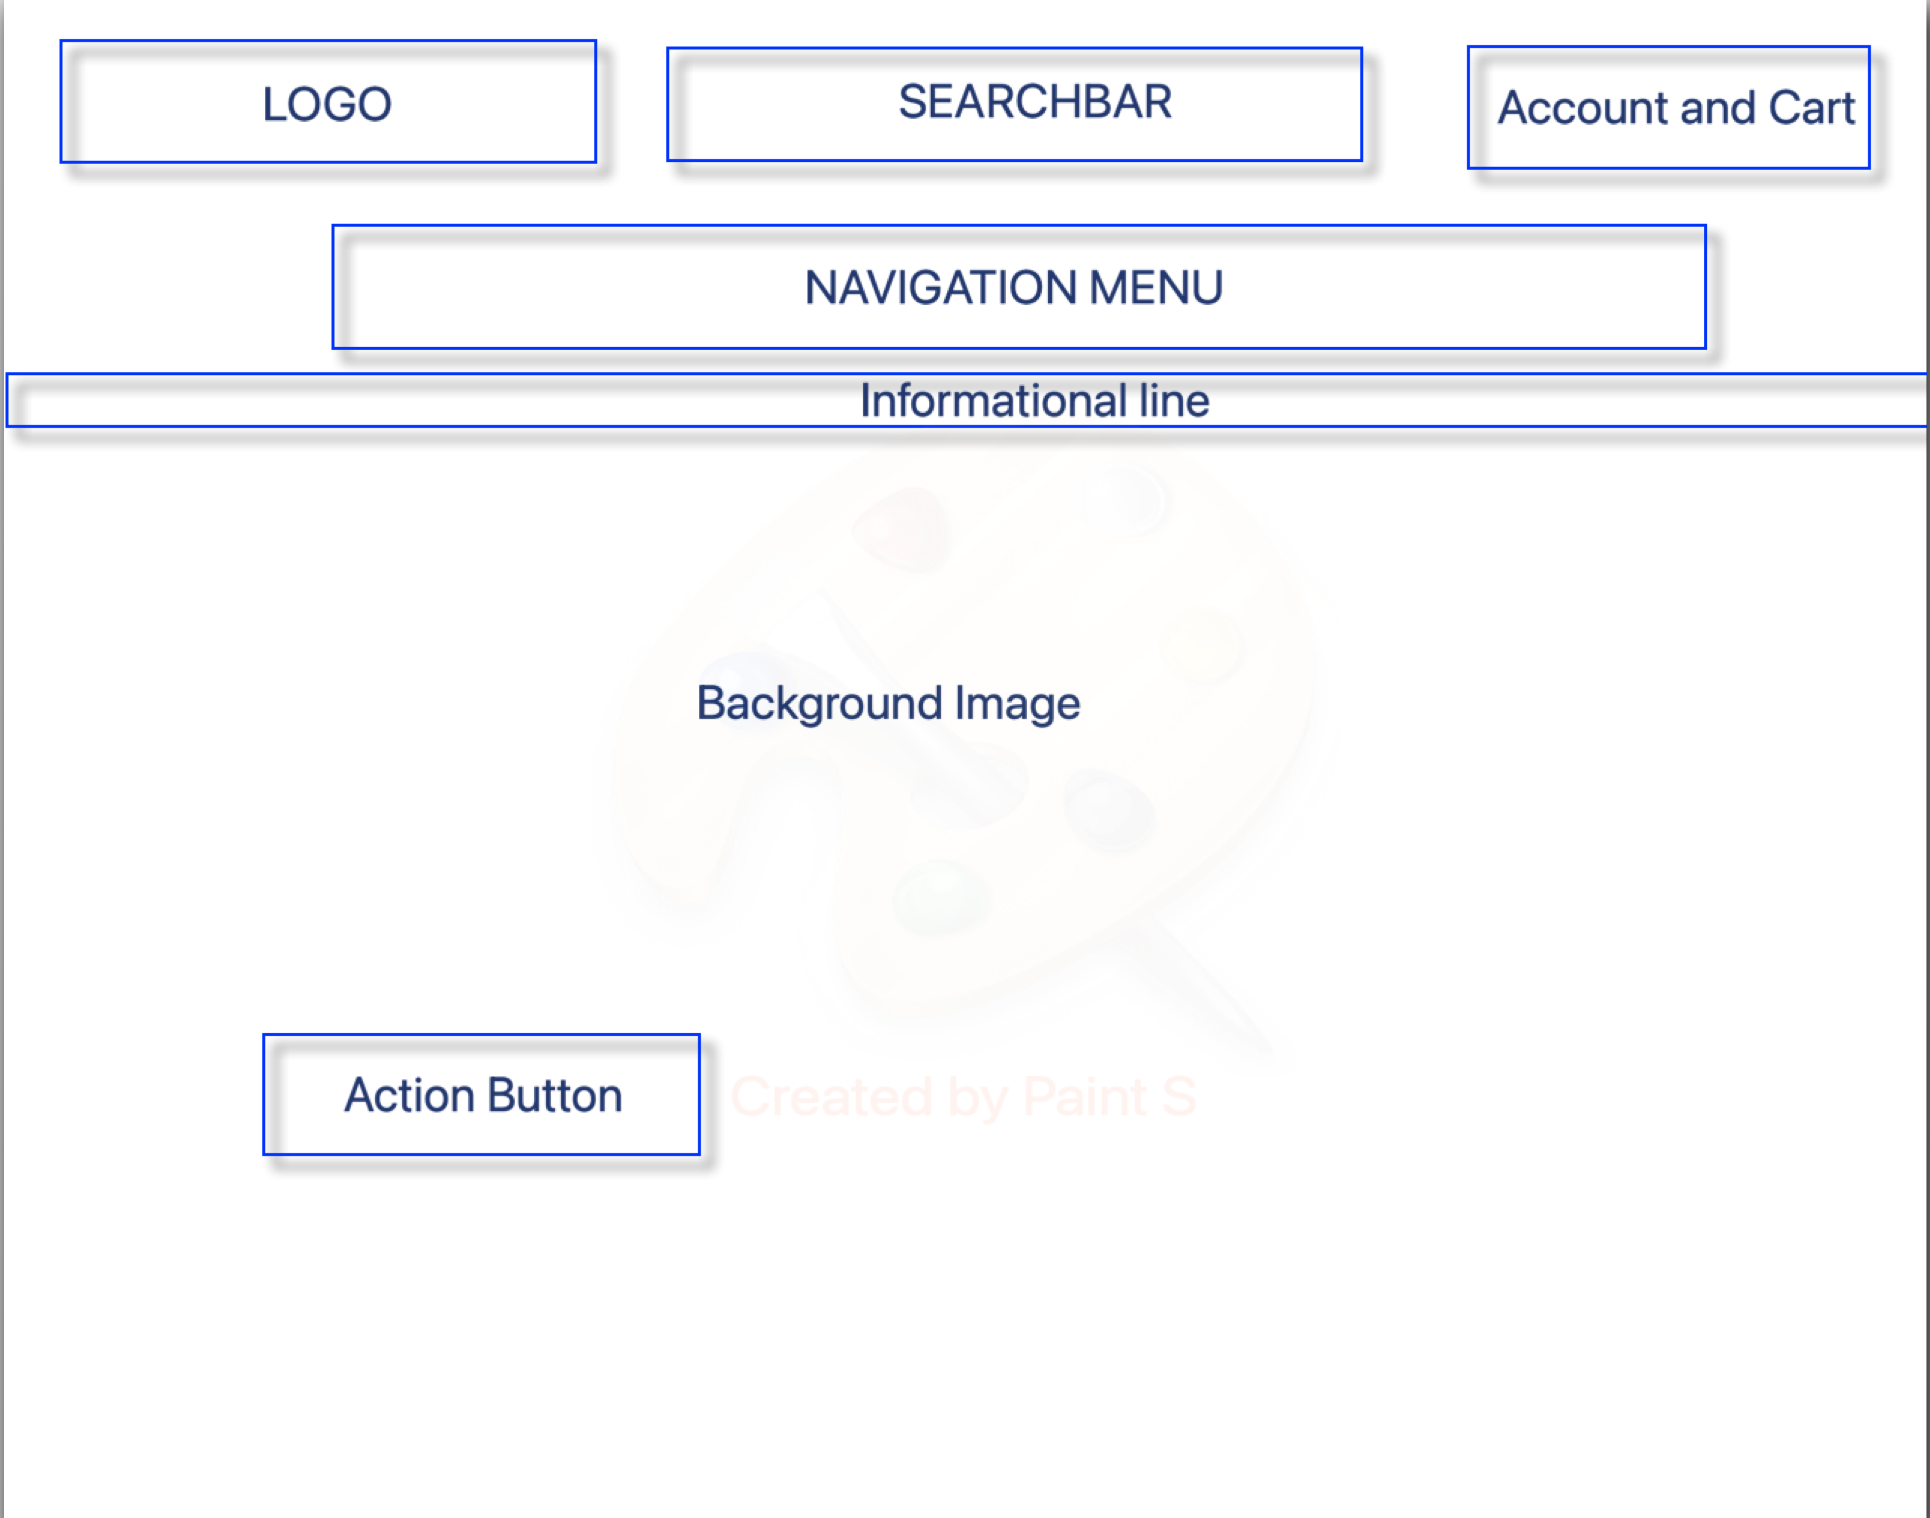 LOGO
SEARCHBAR
Account and Cart
NAVIGATION MENU
Informational line
Background Image
Action Button
Created by Paint S